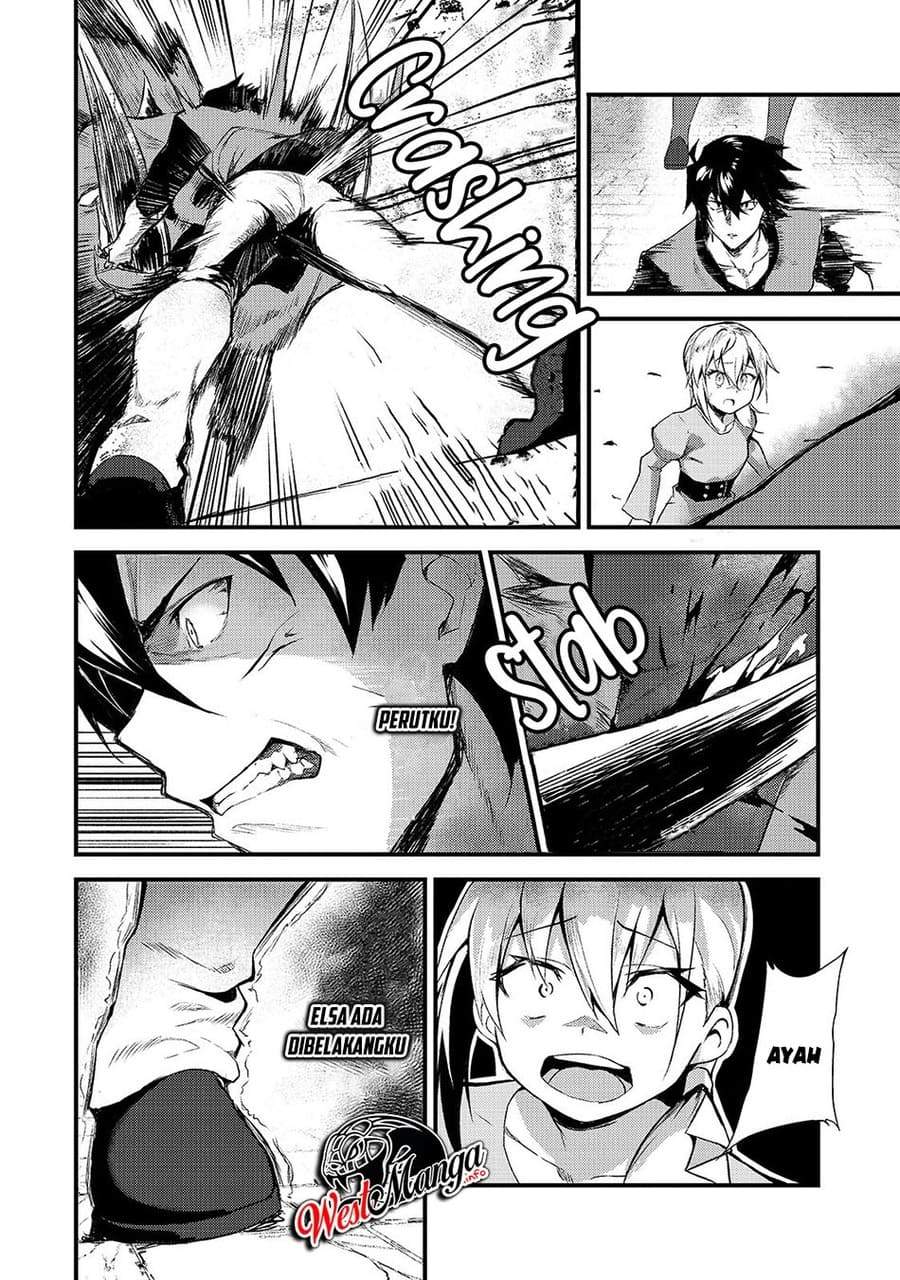 Crashing
Stab
PERUTKU!
AYAH
ELSA ADA
DIBELAKANGKU
WestManga
.info